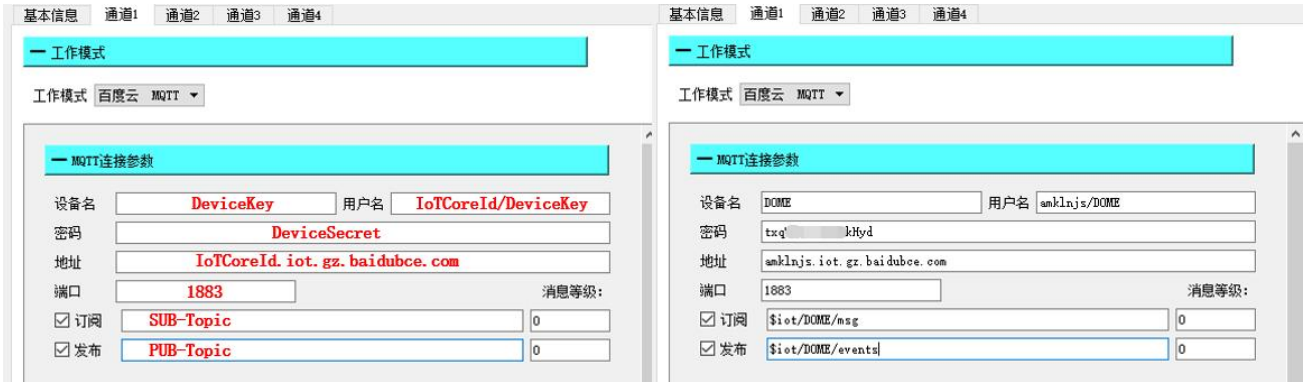 基本信息 通道1 通道2 通道3 通道4
工作模式
工作模式 百度云 MQTT
MQTT连接参数
设备名 DeviceKey 用户名 IoTCoreId/DeviceKey
密码 DeviceSecret
地址 IoTCoreId.iot.gz.baidubce.com
端口 1883 消息等级:
订阅 SUB-Topic 0
发布 PUB-Topic 0
基本信息 通道1 通道2 通道3 通道4
工作模式
工作模式 百度云 MQTT
MQTT连接参数
设备名 DOME 用户名 amklnjs/DOME
密码 txq kHyd
地址 amklnjs.iot.gz.baidubce.com
端口 1883 消息等级:
订阅 $iot/DOME/msg 0
发布 $iot/DOME/events 0